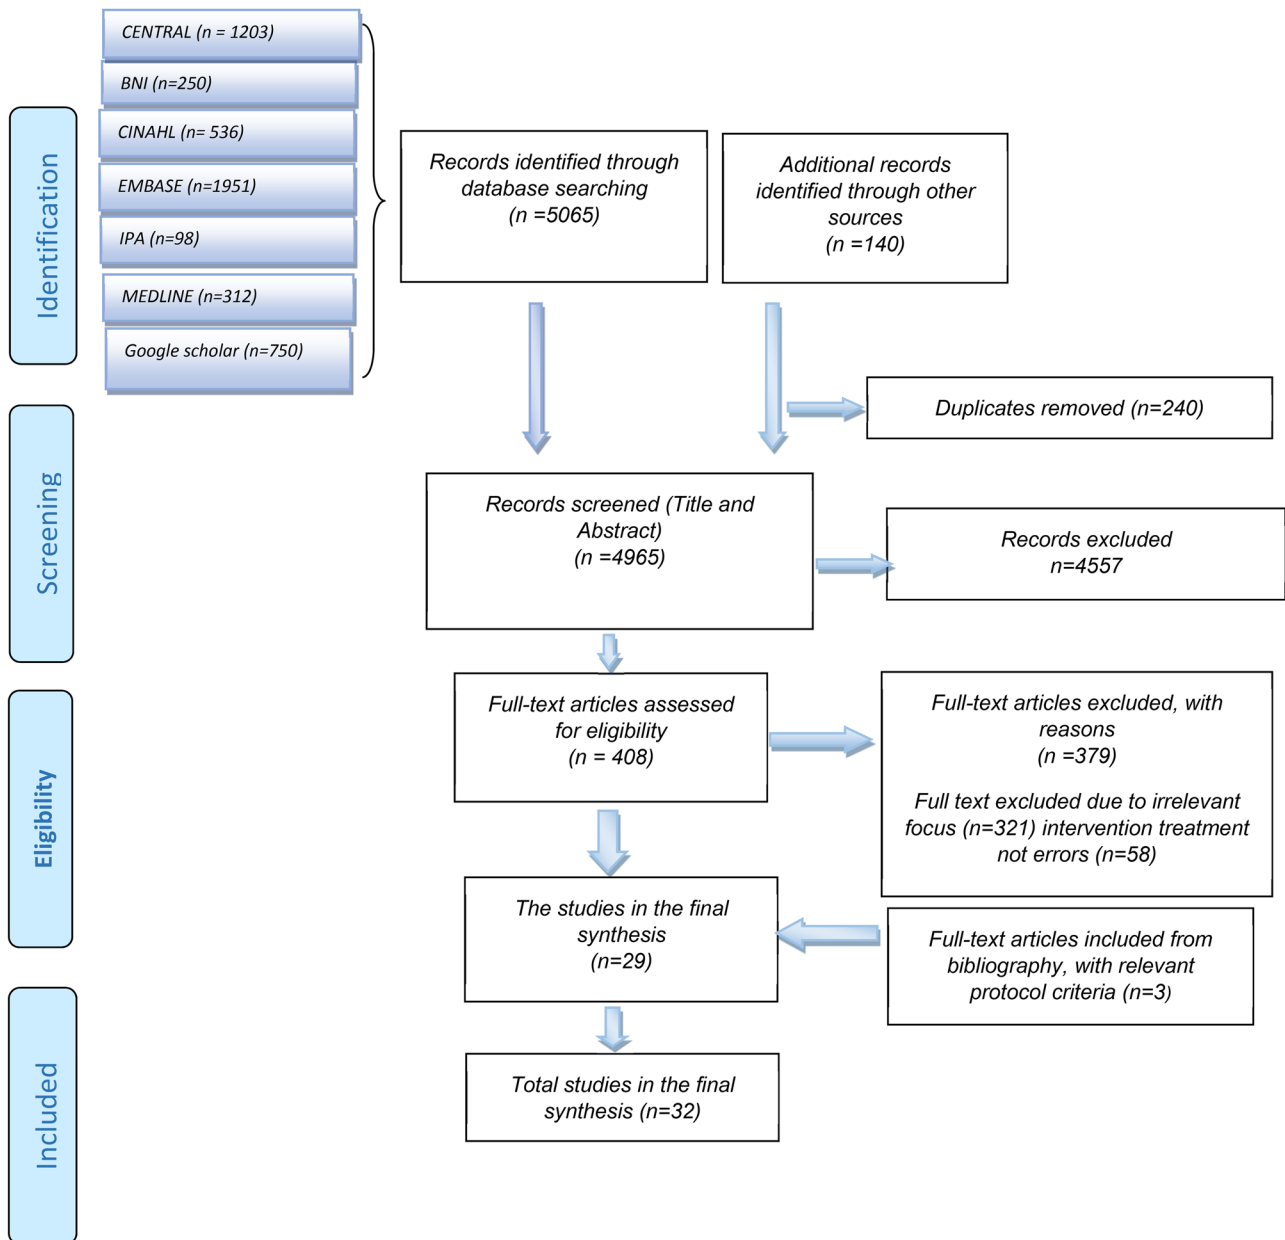 Identification
CENTRAL (n = 1203)
BNI (n=250)
CINAHL (n= 536)
EMBASE (n=1951)
IPA (n=98)
MEDLINE (n=312)
Google scholar (n=750)
Records identified through
database searching
(n =5065)
Additional records
identified through other
sources
(n =140)
Duplicates removed (n=240)
Screening
Records screened (Title and
Abstract)
(n =4965)
Records excluded
n=4557
Eligibility
Full-text articles assessed
for eligibility
(n = 408)
Full-text articles excluded, with
reasons
(n =379)
Full text excluded due to irrelevant
focus (n=321) intervention treatment
not errors (n=58)
The studies in the final
synthesis
(n=29)
Full-text articles included from
bibliography, with relevant
protocol criteria (n=3)
Included
Total studies in the final
synthesis (n=32)